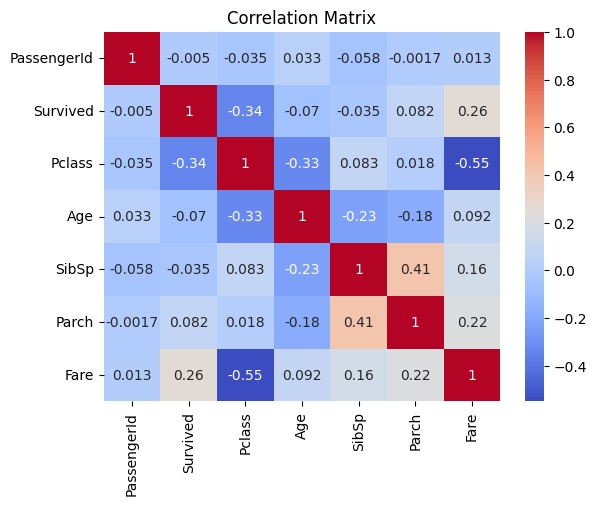 Correlation Matrix
PassengerId 1 -0.005 -0.035 0.033 -0.058 -0.0017 0.013
Survived -0.005 1 -0.34 -0.07 -0.035 0.082 0.26
Pclass -0.035 -0.34 1 -0.33 0.083 0.018 -0.55
Age 0.033 -0.07 -0.33 1 -0.23 -0.18 0.092
SibSp -0.058 -0.035 0.083 -0.23 1 0.41 0.16
Parch -0.0017 0.082 0.018 -0.18 0.41 1 0.22
Fare 0.013 0.26 -0.55 0.092 0.16 0.22 1
PassengerId Survived Pclass Age SibSp Parch Fare
1.0
0.8
0.6
0.4
0.2
0.0
−0.2
−0.4